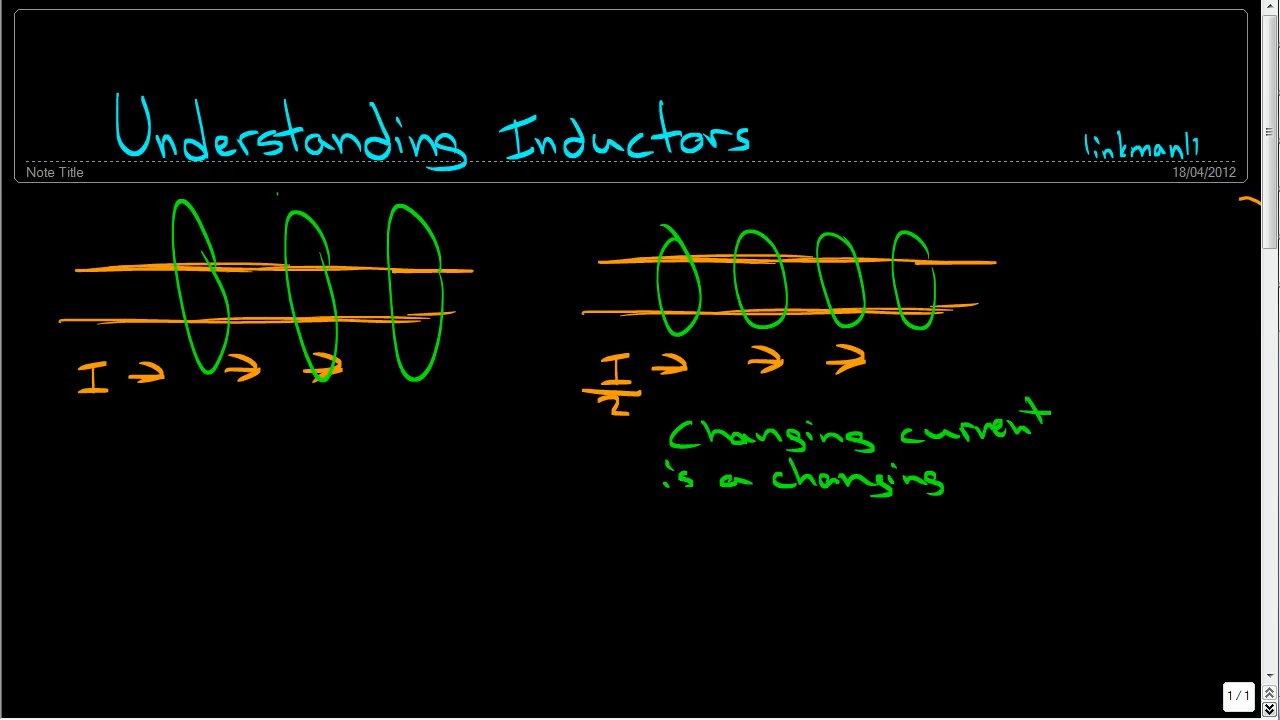 Understanding Inductors
linkman11
Note Title
18/04/2012
I → → →
I/2 → → →
Changing current
is a changing
1 / 1